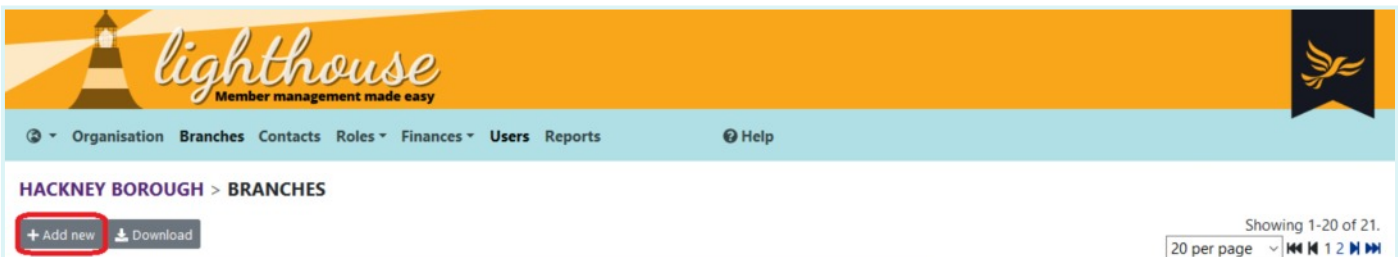 lighthouse
Member management made easy
Organisation Branches Contacts Roles Finances Users Reports Help
HACKNEY BOROUGH > BRANCHES
+ Add new Download
Showing 1-20 of 21.
20 per page 1 2